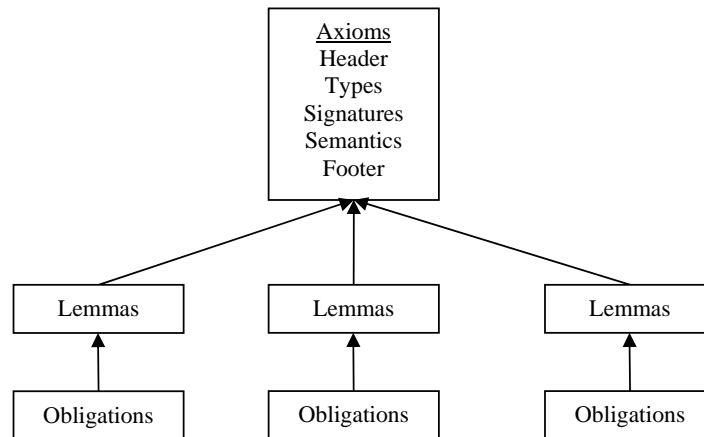 Axioms
Header
Types
Signatures
Semantics
Footer
Lemmas
Lemmas
Lemmas
Obligations
Obligations
Obligations